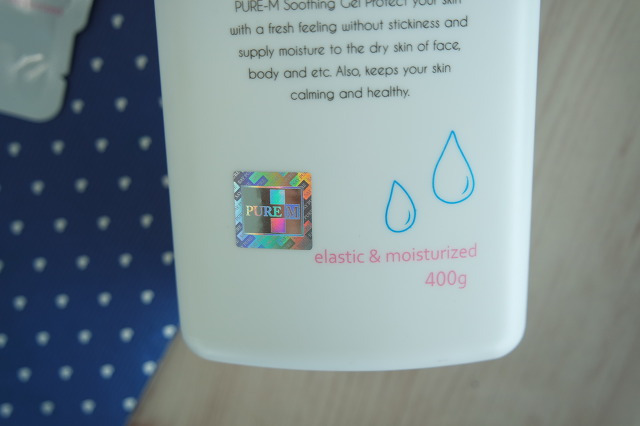 PURE-M Soothing Gel Protect your skin
with a fresh feeling without stickiness and
supply moisture to the dry skin of face,
body and etc. Also, keeps your skin
calming and healthy.
PURE M
elastic & moisturized
400g